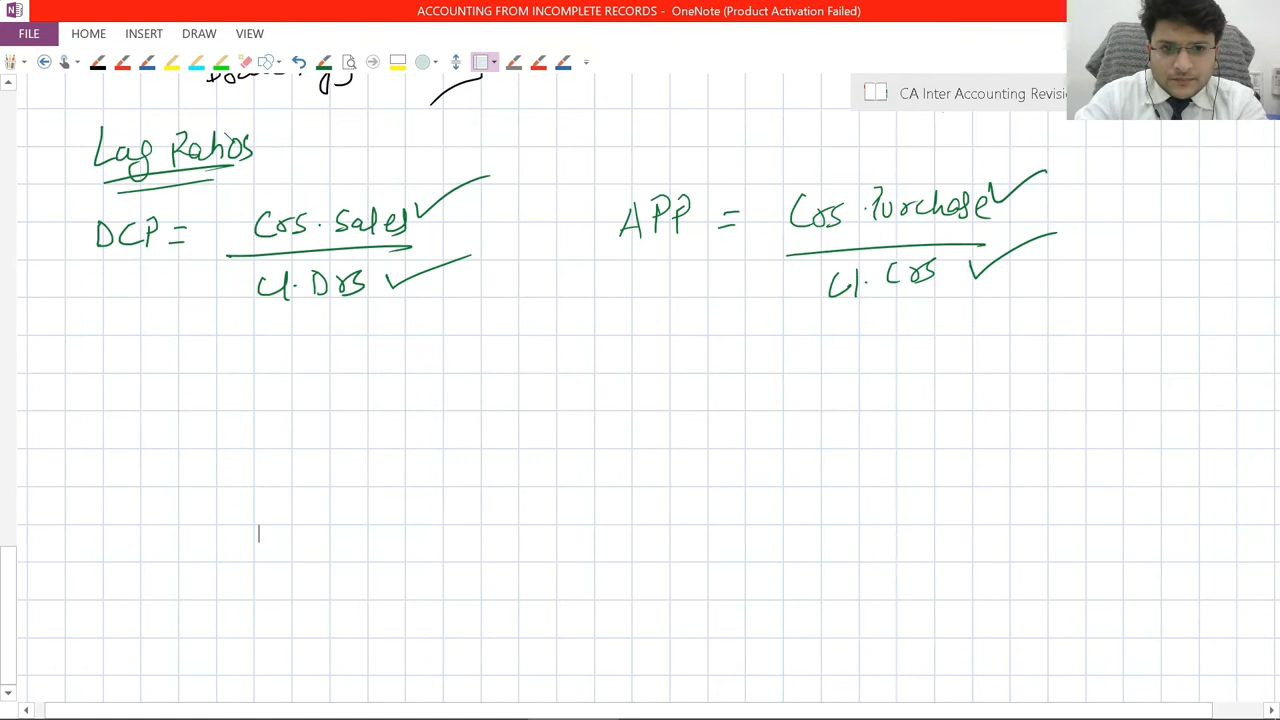 ACCOUNTING FROM INCOMPLETE RECORDS - OneNote (Product Activation Failed)
FILE HOME INSERT DRAW VIEW
CA Inter Accounting Revisi
Lag Ratios
DCP = Crs. Sales
Cl. Drs
APP = Crs. Purchase
Cl. Crs